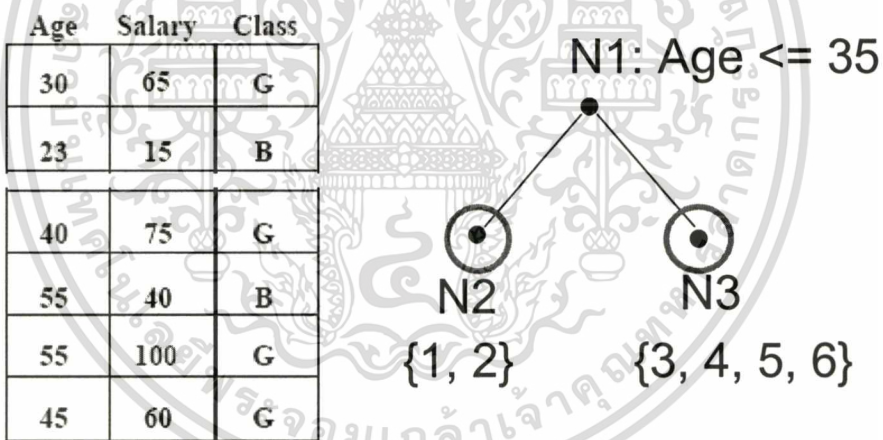 Age Salary Class
30 65 G
23 15 B
40 75 G
55 40 B
55 100 G
45 60 G
N1: Age <= 35
N2
N3
{1, 2}
{3, 4, 5, 6}